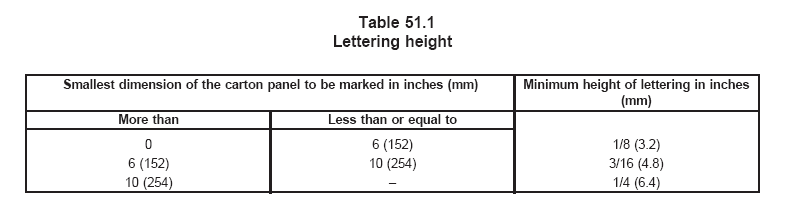 Table 51.1
Lettering height
Smallest dimension of the carton panel to be marked in inches (mm) Minimum height of lettering in inches (mm)
More than Less than or equal to
0 6 (152) 1/8 (3.2)
6 (152) 10 (254) 3/16 (4.8)
10 (254) – 1/4 (6.4)